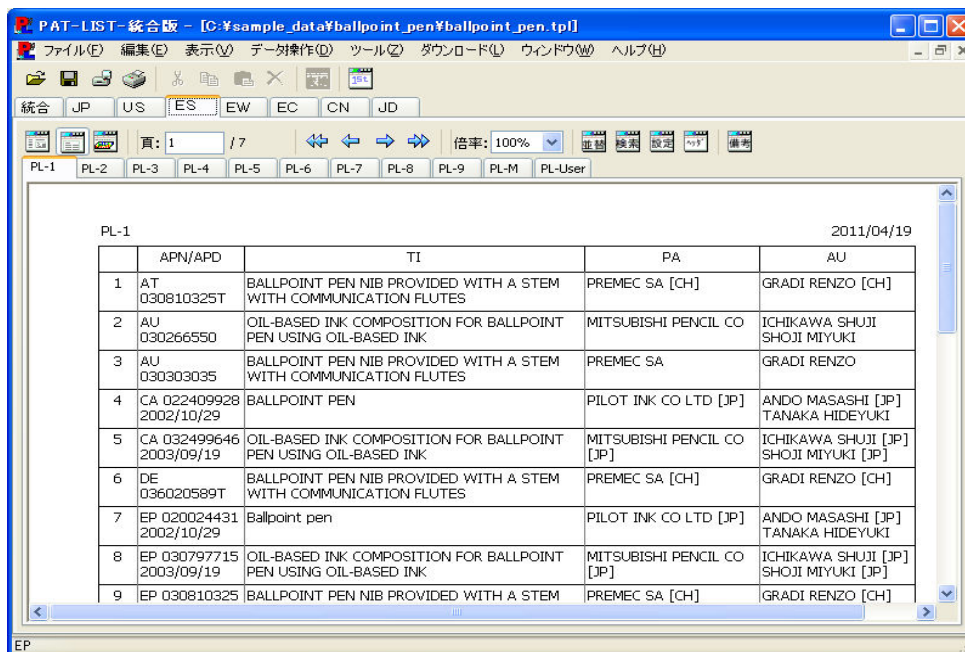 PAT-LIST-統合版 - [C:¥sample_data¥ballpoint_pen¥ballpoint_pen.tpl]
ファイル(F) 編集(E) 表示(V) データ操作(D) ツール(Z) ダウンロード(L) ウィンドウ(W) ヘルプ(H)
1st.
統合 JP US ES EW EC CN JD
頁: 1 / 7 倍率: 100% 並替 検索 設定 ヘッダ 備考
PL-1 PL-2 PL-3 PL-4 PL-5 PL-6 PL-7 PL-8 PL-9 PL-M PL-User
PL-1 2011/04/19
APN/APD TI PA AU
1 AT BALLPOINT PEN NIB PROVIDED WITH A STEM PREMEC SA [CH] GRADI RENZO [CH]
030810325T WITH COMMUNICATION FLUTES
2 AU OIL-BASED INK COMPOSITION FOR BALLPOINT MITSUBISHI PENCIL CO ICHIKAWA SHUJI
030266550 PEN USING OIL-BASED INK SHOJI MIYUKI
3 AU BALLPOINT PEN NIB PROVIDED WITH A STEM PREMEC SA GRADI RENZO
030303035 WITH COMMUNICATION FLUTES
4 CA 022409928 BALLPOINT PEN PILOT INK CO LTD [JP] ANDO MASASHI [JP]
2002/10/29 TANAKA HIDEYUKI
5 CA 032499646 OIL-BASED INK COMPOSITION FOR BALLPOINT MITSUBISHI PENCIL CO ICHIKAWA SHUJI [JP]
2003/09/19 PEN USING OIL-BASED INK [JP] SHOJI MIYUKI [JP]
6 DE BALLPOINT PEN NIB PROVIDED WITH A STEM PREMEC SA [CH] GRADI RENZO [CH]
036020589T WITH COMMUNICATION FLUTES
7 EP 020024431 Ballpoint pen PILOT INK CO LTD [JP] ANDO MASASHI [JP]
2002/10/29 TANAKA HIDEYUKI
8 EP 030797715 OIL-BASED INK COMPOSITION FOR BALLPOINT MITSUBISHI PENCIL CO ICHIKAWA SHUJI [JP]
2003/09/19 PEN USING OIL-BASED INK [JP] SHOJI MIYUKI [JP]
9 EP 030810325 BALLPOINT PEN NIB PROVIDED WITH A STEM PREMEC SA [CH] GRADI RENZO [CH]
EP